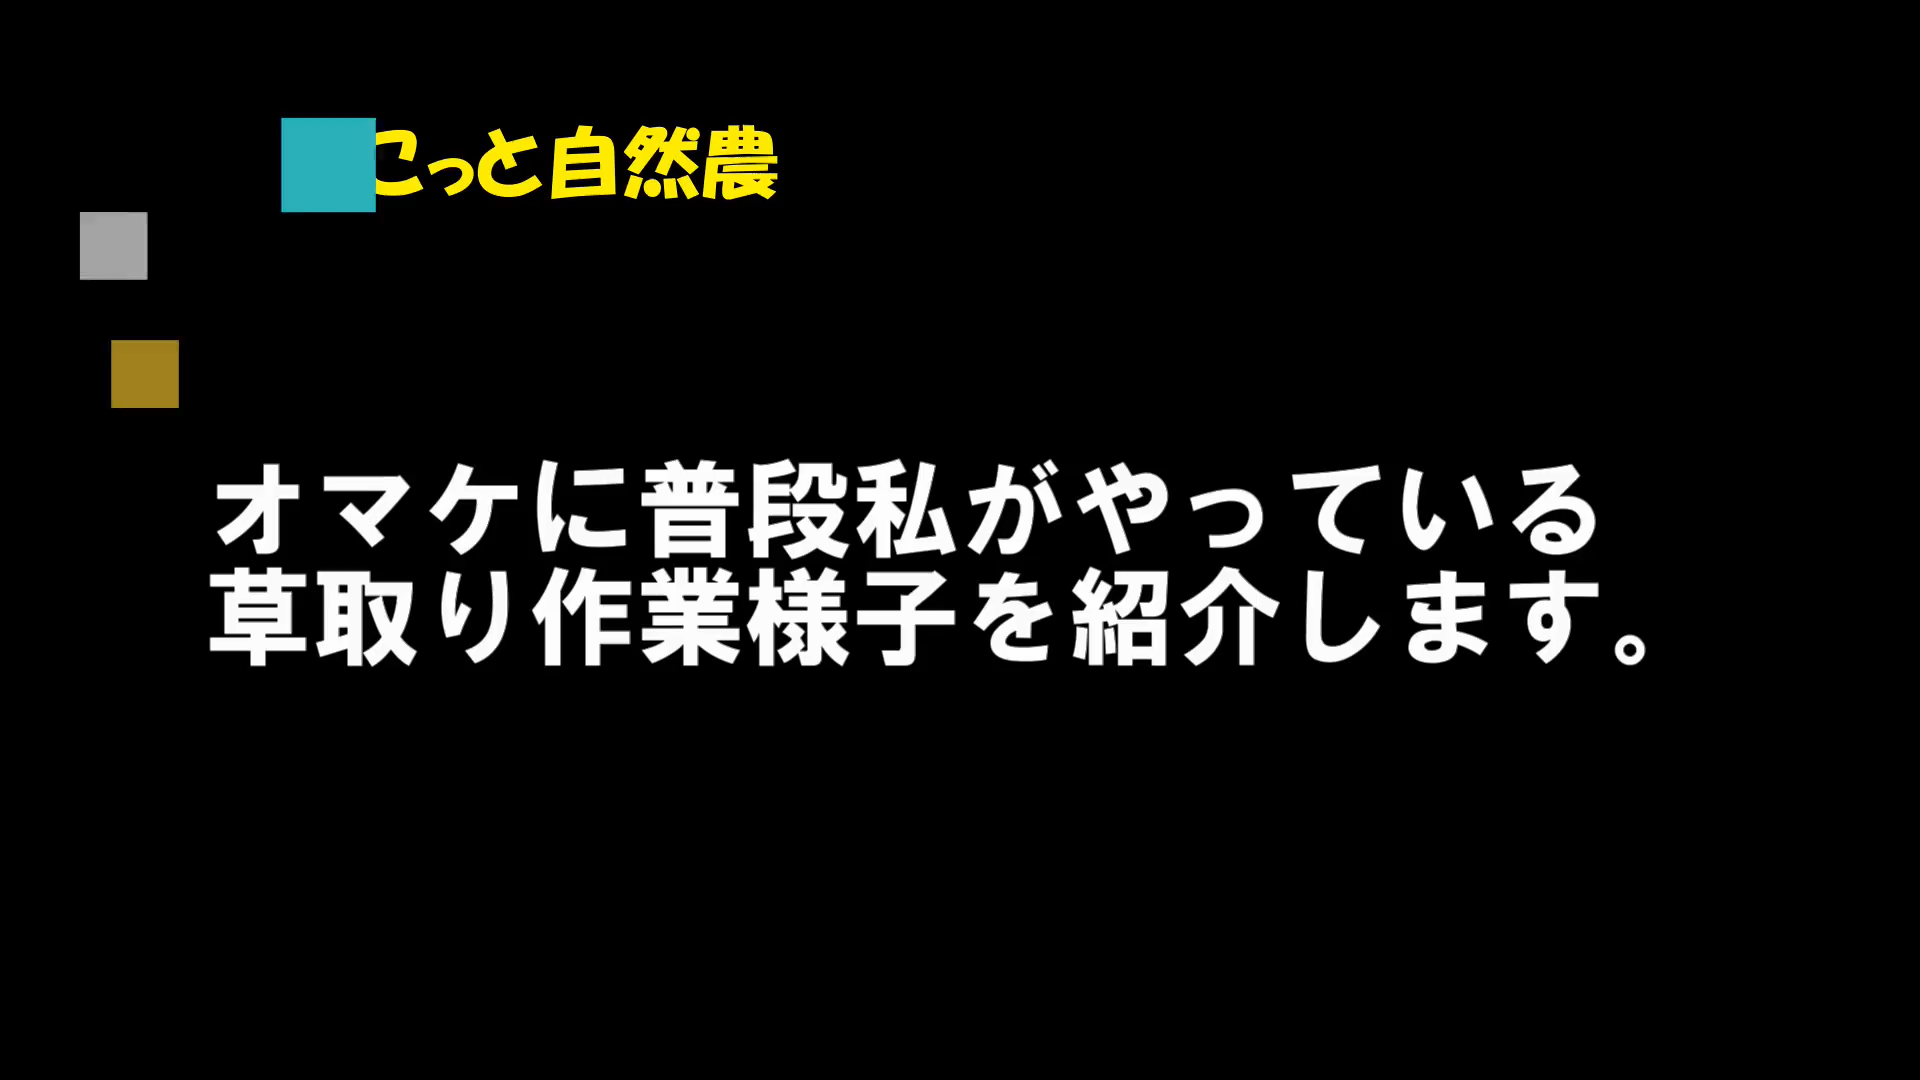 こっと自然農
オマケに普段私がやっている
草取り作業様子を紹介します。